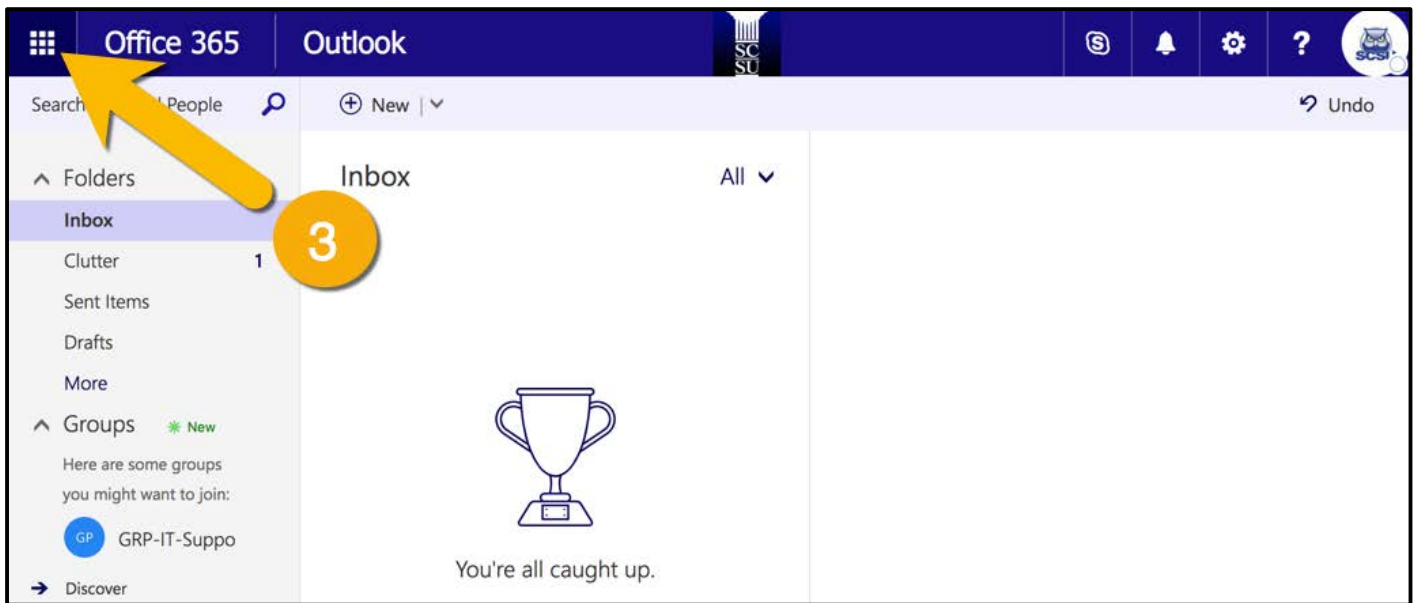 Office 365
Outlook
SC
SU
?
SCSU
Search People
New
Undo
Folders
Inbox
All
Inbox
3
Clutter 1
Sent Items
Drafts
More
Groups New
Here are some groups
you might want to join:
GP GRP-IT-Suppo
You're all caught up.
Discover